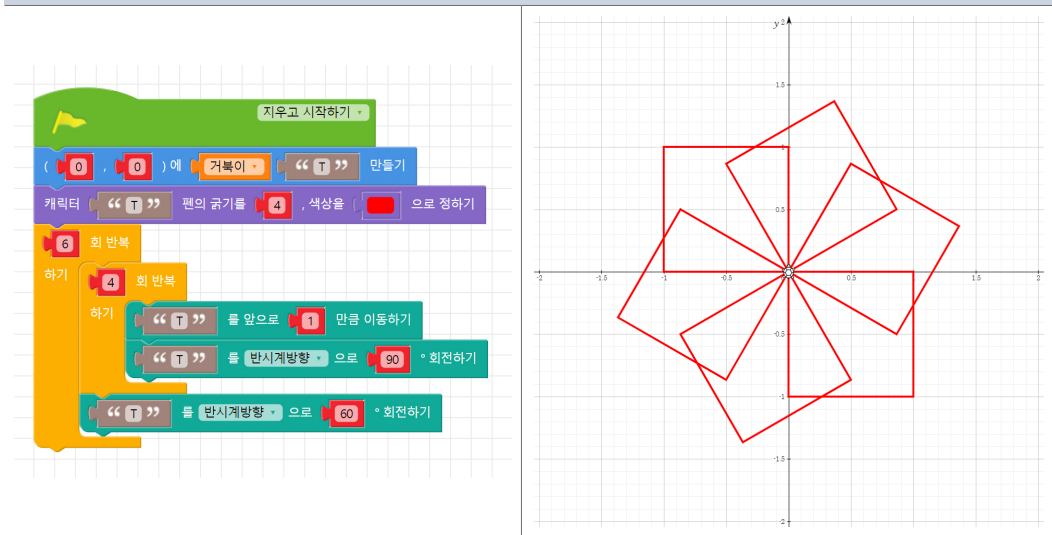 지우고 시작하기
( 0 , 0 ) 에 거북이 “ T ” 만들기
캐릭터 “ T ” 펜의 굵기를 4 , 색상을 으로 정하기
6 회 반복
하기 4 회 반복
하기 “ T ” 를 앞으로 1 만큼 이동하기
“ T ” 를 반시계방향 으로 90 ° 회전하기
“ T ” 를 반시계방향 으로 60 ° 회전하기
y 2
1.5
1
0.5
-2 -1.5 -1 -0.5 0 0.5 1 1.5 2
-0.5
-1
-1.5
-2